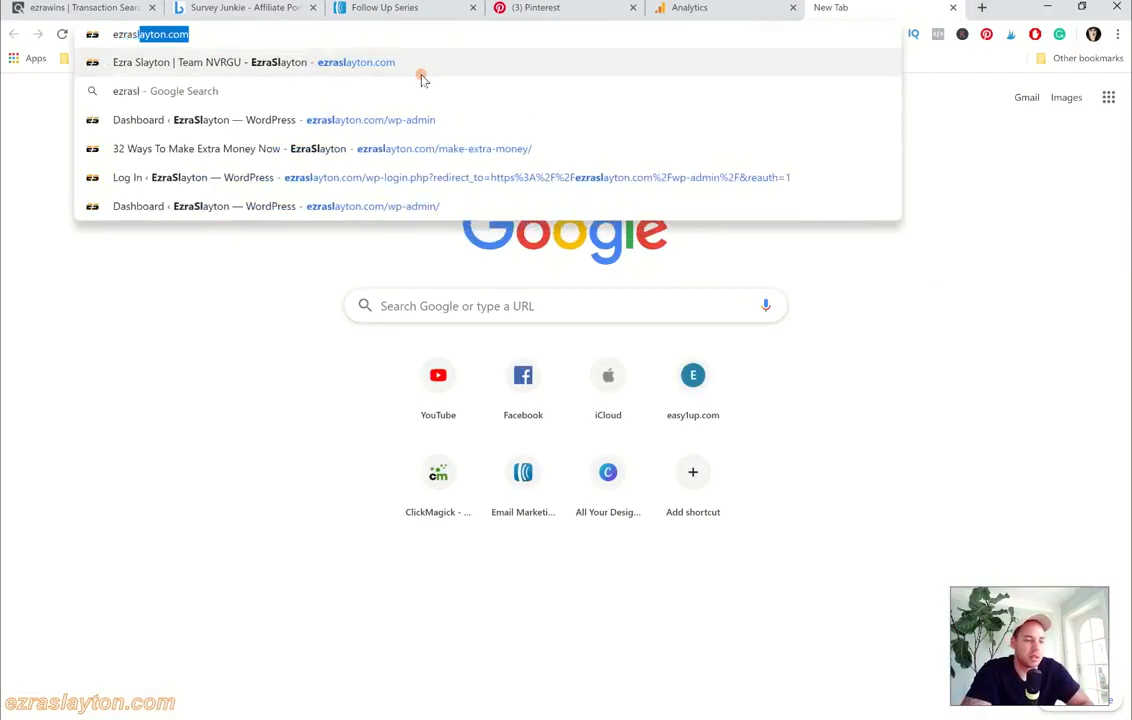 ezrawins | Transaction Sear
Survey Junkie - Affiliate Por
Follow Up Series
(3) Pinterest
Analytics
New Tab
ezraslayton.com
IQ
Apps
Other bookmarks
Ezra Slayton | Team NVRGU - EzraSlayton - ezraslayton.com
ezrasl - Google Search
Dashboard ‹ EzraSlayton — WordPress - ezraslayton.com/wp-admin
32 Ways To Make Extra Money Now - EzraSlayton - ezraslayton.com/make-extra-money/
Log In ‹ EzraSlayton — WordPress - ezraslayton.com/wp-login.php?redirect_to=https%3A%2F%2Fezraslayton.com%2Fwp-admin%2F&reauth=1
Dashboard ‹ EzraSlayton — WordPress - ezraslayton.com/wp-admin/
Gmail Images
Google
Search Google or type a URL
E
YouTube Facebook iCloud easy1up.com
cm C
ClickMagick - ... Email Marketi... All Your Desig... Add shortcut
ezraslayton.com